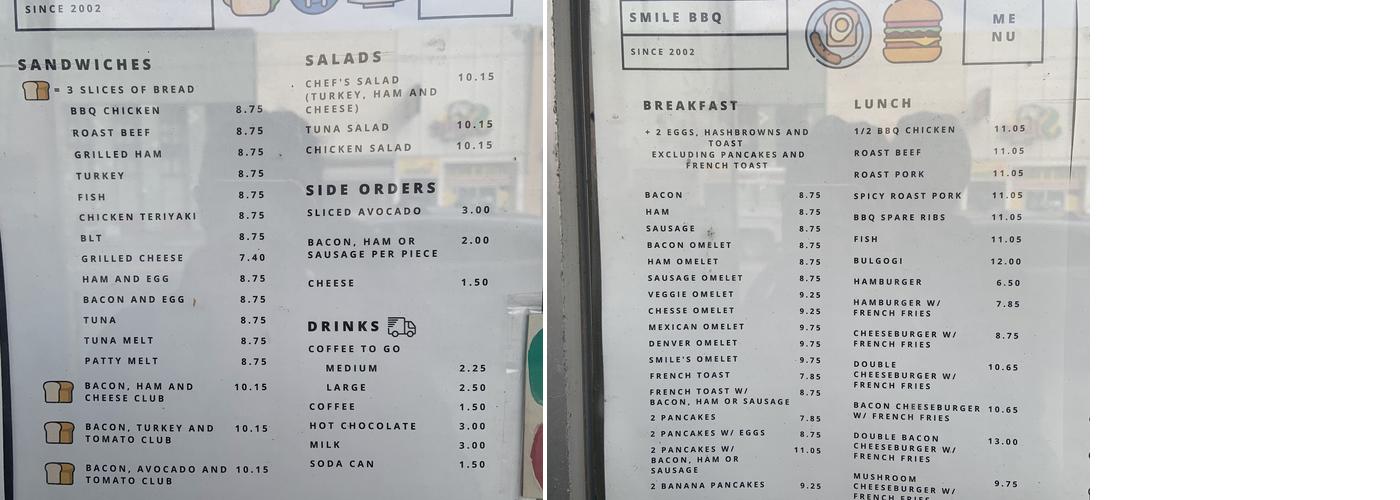 SINCE 2002
SANDWICHES
= 3 SLICES OF BREAD
BBQ CHICKEN 8.75
ROAST BEEF 8.75
GRILLED HAM 8.75
TURKEY 8.75
FISH 8.75
CHICKEN TERIYAKI 8.75
BLT 8.75
GRILLED CHEESE 7.40
HAM AND EGG 8.75
BACON AND EGG 8.75
TUNA 8.75
TUNA MELT 8.75
PATTY MELT 8.75
BACON, HAM AND 10.15
CHEESE CLUB
BACON, TURKEY AND 10.15
TOMATO CLUB
BACON, AVOCADO AND 10.15
TOMATO CLUB
SALADS
CHEF'S SALAD 10.15
(TURKEY, HAM AND
CHEESE)
TUNA SALAD 10.15
CHICKEN SALAD 10.15
SIDE ORDERS
SLICED AVOCADO 3.00
BACON, HAM OR 2.00
SAUSAGE PER PIECE
CHEESE 1.50
DRINKS
COFFEE TO GO
MEDIUM 2.25
LARGE 2.50
COFFEE 1.50
HOT CHOCOLATE 3.00
MILK 3.00
SODA CAN 1.50
SMILE BBQ
SINCE 2002
ME
NU
BREAKFAST
+ 2 EGGS, HASHBROWNS AND
TOAST
EXCLUDING PANCAKES AND
FRENCH TOAST
BACON 8.75
HAM 8.75
SAUSAGE 8.75
BACON OMELET 8.75
HAM OMELET 8.75
SAUSAGE OMELET 8.75
VEGGIE OMELET 9.25
CHESSE OMELET 9.25
MEXICAN OMELET 9.75
DENVER OMELET 9.75
SMILE'S OMELET 9.75
FRENCH TOAST 7.85
FRENCH TOAST W/ 8.75
BACON, HAM OR SAUSAGE
2 PANCAKES 7.85
2 PANCAKES W/ EGGS 8.75
2 PANCAKES W/ 11.05
BACON, HAM OR
SAUSAGE
2 BANANA PANCAKES 9.25
LUNCH
1/2 BBQ CHICKEN 11.05
ROAST BEEF 11.05
ROAST PORK 11.05
SPICY ROAST PORK 11.05
BBQ SPARE RIBS 11.05
FISH 11.05
BULGOGI 12.00
HAMBURGER 6.50
HAMBURGER W/ 7.85
FRENCH FRIES
CHEESEBURGER W/ 8.75
FRENCH FRIES
DOUBLE 10.65
CHEESEBURGER W/
FRENCH FRIES
BACON CHEESEBURGER 10.65
W/ FRENCH FRIES
DOUBLE BACON 13.00
CHEESEBURGER W/
FRENCH FRIES
MUSHROOM 9.75
CHEESEBURGER W/
FRENCH FRIES